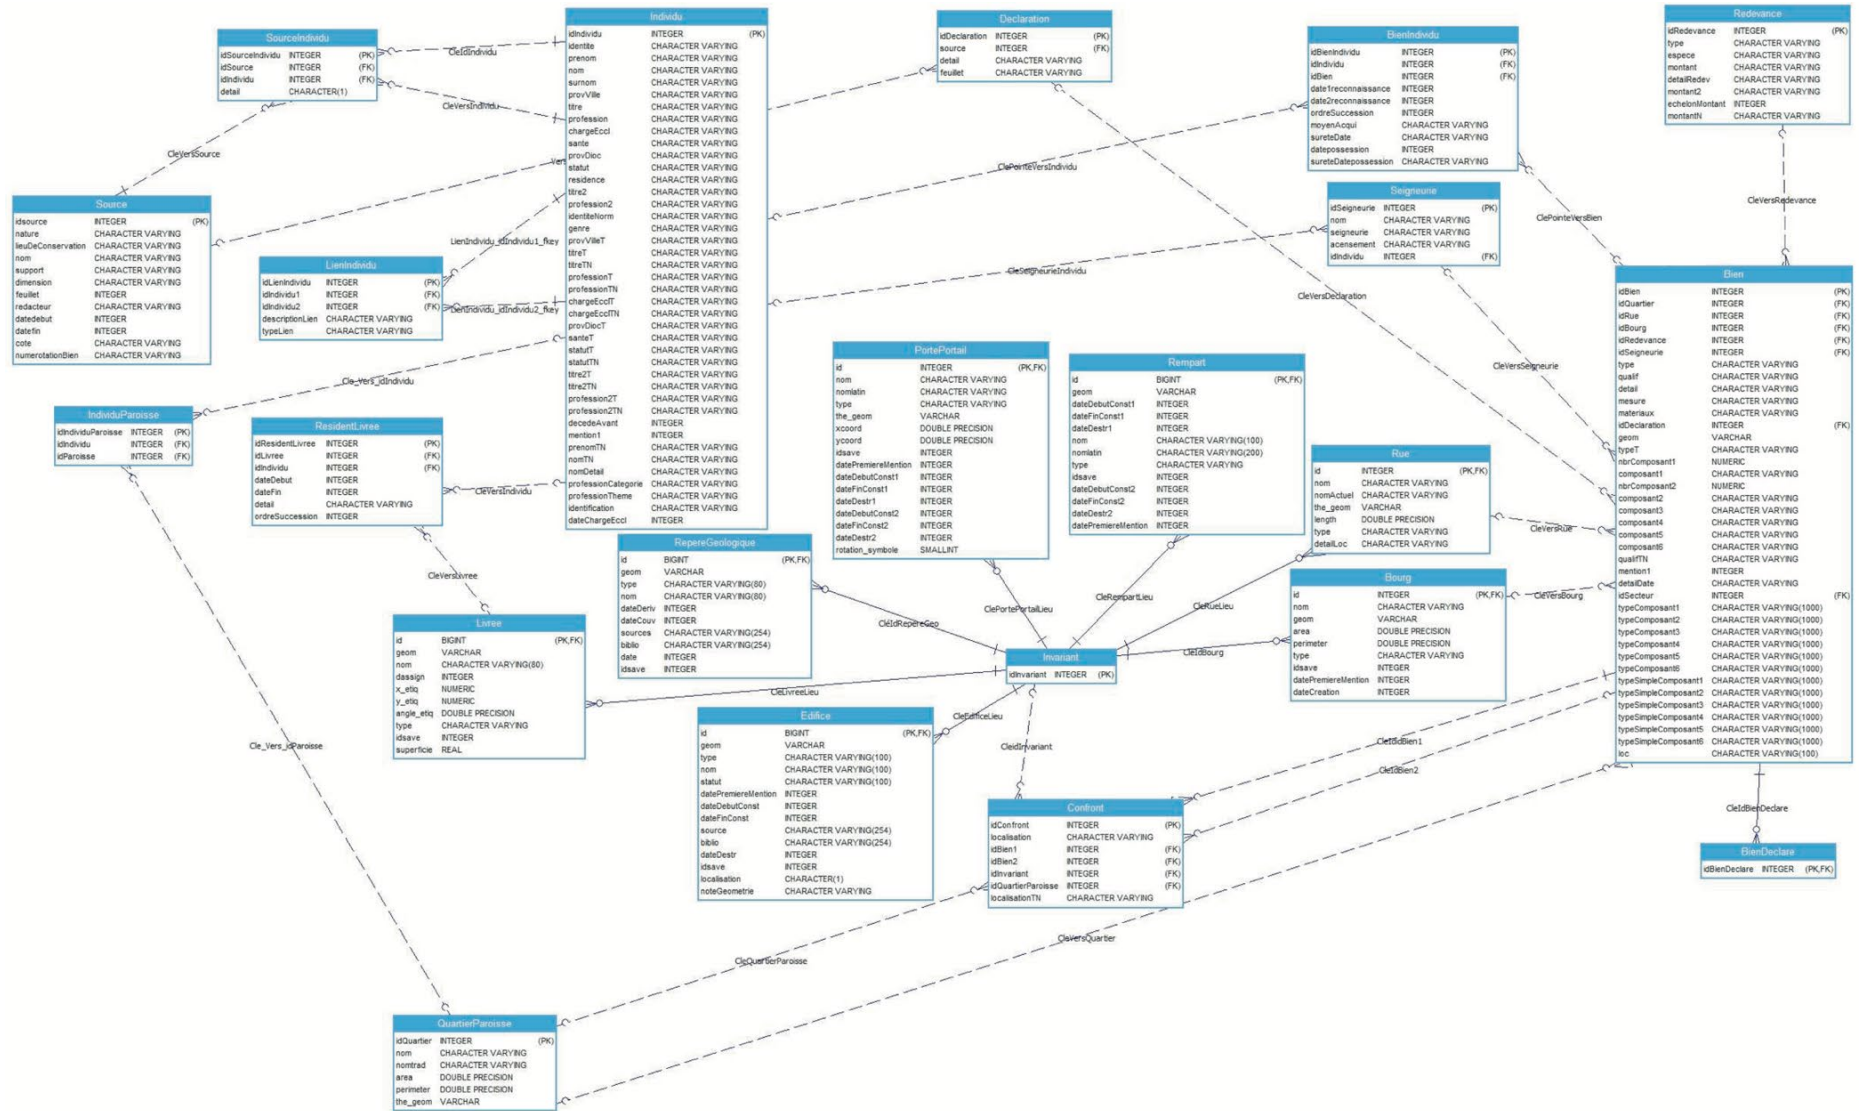 SourceIndividu
idSourceIndividu INTEGER (PK)
idSource INTEGER (FK)
idIndividu INTEGER (FK)
detail CHARACTER(1)
Individu
idIndividu INTEGER (PK)
identite CHARACTER VARYING
prenom CHARACTER VARYING
nom CHARACTER VARYING
surnom CHARACTER VARYING
provVille CHARACTER VARYING
titre CHARACTER VARYING
profession CHARACTER VARYING
chargeEccl CHARACTER VARYING
sante CHARACTER VARYING
provDioc CHARACTER VARYING
statut CHARACTER VARYING
residence CHARACTER VARYING
titre2 CHARACTER VARYING
profession2 CHARACTER VARYING
identiteNorm CHARACTER VARYING
genre CHARACTER VARYING
provVilleT CHARACTER VARYING
titreT CHARACTER VARYING
titreTN CHARACTER VARYING
professionT CHARACTER VARYING
professionTN CHARACTER VARYING
chargeEcclT CHARACTER VARYING
chargeEcclTN CHARACTER VARYING
provDiocT CHARACTER VARYING
santeT CHARACTER VARYING
statutT CHARACTER VARYING
statutTN CHARACTER VARYING
titre2T CHARACTER VARYING
titre2TN CHARACTER VARYING
profession2T CHARACTER VARYING
profession2TN CHARACTER VARYING
decedeAvant INTEGER
mention1 INTEGER
prenomTN CHARACTER VARYING
nomTN CHARACTER VARYING
nomDetail CHARACTER VARYING
professionCategorie CHARACTER VARYING
professionTheme CHARACTER VARYING
identification CHARACTER VARYING
dateChargeEccl INTEGER
Declaration
idDeclaration INTEGER (PK)
source INTEGER (FK)
detail CHARACTER VARYING
feuillet CHARACTER VARYING
BienIndividu
idBienIndividu INTEGER (PK)
idIndividu INTEGER (FK)
idBien INTEGER (FK)
date1reconnaissance INTEGER
date2reconnaissance INTEGER
ordreSuccession INTEGER
moyenAcqui CHARACTER VARYING
sureteDate CHARACTER VARYING
datepossession INTEGER
sureteDatepossession CHARACTER VARYING
Redevance
idRedevance INTEGER (PK)
type CHARACTER VARYING
espece CHARACTER VARYING
montant CHARACTER VARYING
detailRedev CHARACTER VARYING
montant2 CHARACTER VARYING
echelonMontant INTEGER
montantN CHARACTER VARYING
CleIdIndividu
CleVersIndividu
CleVersSource
Vers
ClePointeVersIndividu
ClePointeVersBien
CleVersRedevance
Source
idsource INTEGER (PK)
nature CHARACTER VARYING
lieuDeConservation CHARACTER VARYING
nom CHARACTER VARYING
support CHARACTER VARYING
dimension CHARACTER VARYING
feuillet INTEGER
redacteur CHARACTER VARYING
datedebut INTEGER
datefin INTEGER
cote CHARACTER VARYING
numerotationBien CHARACTER VARYING
LienIndividu_idIndividu1_fkey
LienIndividu
idLienIndividu INTEGER (PK)
idIndividu1 INTEGER (FK)
idIndividu2 INTEGER (FK)
descriptionLien CHARACTER VARYING
typeLien CHARACTER VARYING
LienIndividu_idIndividu2_fkey
Seigneurie
idSeigneurie INTEGER (PK)
nom CHARACTER VARYING
seigneurie CHARACTER VARYING
acensement CHARACTER VARYING
idIndividu INTEGER (FK)
CleSeigneurieIndividu
CleVersDeclaration
CleVersSeigneurie
Bien
idBien INTEGER (PK)
idQuartier INTEGER (FK)
idRue INTEGER (FK)
idBourg INTEGER (FK)
idRedevance INTEGER (FK)
idSeigneurie INTEGER (FK)
type CHARACTER VARYING
qualif CHARACTER VARYING
detail CHARACTER VARYING
mesure CHARACTER VARYING
materiaux CHARACTER VARYING
idDeclaration INTEGER (FK)
geom VARCHAR
typeT CHARACTER VARYING
nbrComposant1 NUMERIC
composant1 CHARACTER VARYING
nbrComposant2 NUMERIC
composant2 CHARACTER VARYING
composant3 CHARACTER VARYING
composant4 CHARACTER VARYING
composant5 CHARACTER VARYING
composant6 CHARACTER VARYING
qualifTN CHARACTER VARYING
mention1 INTEGER
detailDate CHARACTER VARYING
idSecteur INTEGER (FK)
typeComposant1 CHARACTER VARYING(1000)
typeComposant2 CHARACTER VARYING(1000)
typeComposant3 CHARACTER VARYING(1000)
typeComposant4 CHARACTER VARYING(1000)
typeComposant5 CHARACTER VARYING(1000)
typeComposant6 CHARACTER VARYING(1000)
typeSimpleComposant1 CHARACTER VARYING(1000)
typeSimpleComposant2 CHARACTER VARYING(1000)
typeSimpleComposant3 CHARACTER VARYING(1000)
typeSimpleComposant4 CHARACTER VARYING(1000)
typeSimpleComposant5 CHARACTER VARYING(1000)
typeSimpleComposant6 CHARACTER VARYING(1000)
loc CHARACTER VARYING(100)
PortePortail
id INTEGER (PK,FK)
nom CHARACTER VARYING
nomlatin CHARACTER VARYING
type CHARACTER VARYING
the_geom VARCHAR
xcoord DOUBLE PRECISION
ycoord DOUBLE PRECISION
idsave INTEGER
datePremiereMention INTEGER
dateDebutConst1 INTEGER
dateFinConst1 INTEGER
dateDestr1 INTEGER
dateDebutConst2 INTEGER
dateFinConst2 INTEGER
dateDestr2 INTEGER
rotation_symbole SMALLINT
Rempart
id BIGINT (PK,FK)
geom VARCHAR
dateDebutConst1 INTEGER
dateFinConst1 INTEGER
dateDestr1 INTEGER
nom CHARACTER VARYING(100)
nomlatin CHARACTER VARYING(200)
type CHARACTER VARYING
idsave INTEGER
dateDebutConst2 INTEGER
dateFinConst2 INTEGER
dateDestr2 INTEGER
datePremiereMention INTEGER
Rue
id INTEGER (PK,FK)
nom CHARACTER VARYING
nomActuel CHARACTER VARYING
the_geom VARCHAR
length DOUBLE PRECISION
type CHARACTER VARYING
detailLoc CHARACTER VARYING
CleVersRue
Cle_Vers_idIndividu
IndividuParoisse
idIndividuParoisse INTEGER (PK)
idIndividu INTEGER (FK)
idParoisse INTEGER (FK)
ResidentLivree
idResidentLivree INTEGER (PK)
idLivree INTEGER (FK)
idIndividu INTEGER (FK)
dateDebut INTEGER
dateFin INTEGER
detail CHARACTER VARYING
ordreSuccession INTEGER
CleVersIndividu
CleVersLivree
RepereGeologique
id BIGINT (PK,FK)
geom VARCHAR
type CHARACTER VARYING(80)
nom CHARACTER VARYING(80)
dateDeriv INTEGER
dateCouv INTEGER
sources CHARACTER VARYING(254)
biblio CHARACTER VARYING(254)
date INTEGER
idsave INTEGER
CleIdRepereGeo
ClePortePortailLieu
CleRempartLieu
CleRueLieu
Bourg
id INTEGER (PK,FK)
nom CHARACTER VARYING
geom VARCHAR
area DOUBLE PRECISION
perimeter DOUBLE PRECISION
type CHARACTER VARYING
idsave INTEGER
datePremiereMention INTEGER
dateCreation INTEGER
CleVersBourg
CleIdBourg
Invariant
idInvariant INTEGER (PK)
Livree
id BIGINT (PK,FK)
geom VARCHAR
nom CHARACTER VARYING(80)
dassign INTEGER
x_etiq NUMERIC
y_etiq NUMERIC
angle_etiq DOUBLE PRECISION
type CHARACTER VARYING
idsave INTEGER
superficie REAL
CleLivreeLieu
CleEdificeLieu
Edifice
id BIGINT (PK,FK)
geom VARCHAR
type CHARACTER VARYING(100)
nom CHARACTER VARYING(100)
statut CHARACTER VARYING(100)
datePremiereMention INTEGER
dateDebutConst INTEGER
dateFinConst INTEGER
source CHARACTER VARYING(254)
biblio CHARACTER VARYING(254)
dateDestr INTEGER
idsave INTEGER
localisation CHARACTER(1)
noteGeometrie CHARACTER VARYING
CleidInvariant
CleIdBien1
CleIdBien2
Confront
idConfront INTEGER (PK)
localisation CHARACTER VARYING
idBien1 INTEGER (FK)
idBien2 INTEGER (FK)
idInvariant INTEGER (FK)
idQuartierParoisse INTEGER (FK)
localisationTN CHARACTER VARYING
CleIdBienDeclare
BienDeclare
idBienDeclare INTEGER (PK,FK)
Cle_Vers_idParoisse
CleVersQuartier
CleQuartierParoisse
QuartierParoisse
idQuartier INTEGER (PK)
nom CHARACTER VARYING
nomtrad CHARACTER VARYING
area DOUBLE PRECISION
perimeter DOUBLE PRECISION
the_geom VARCHAR